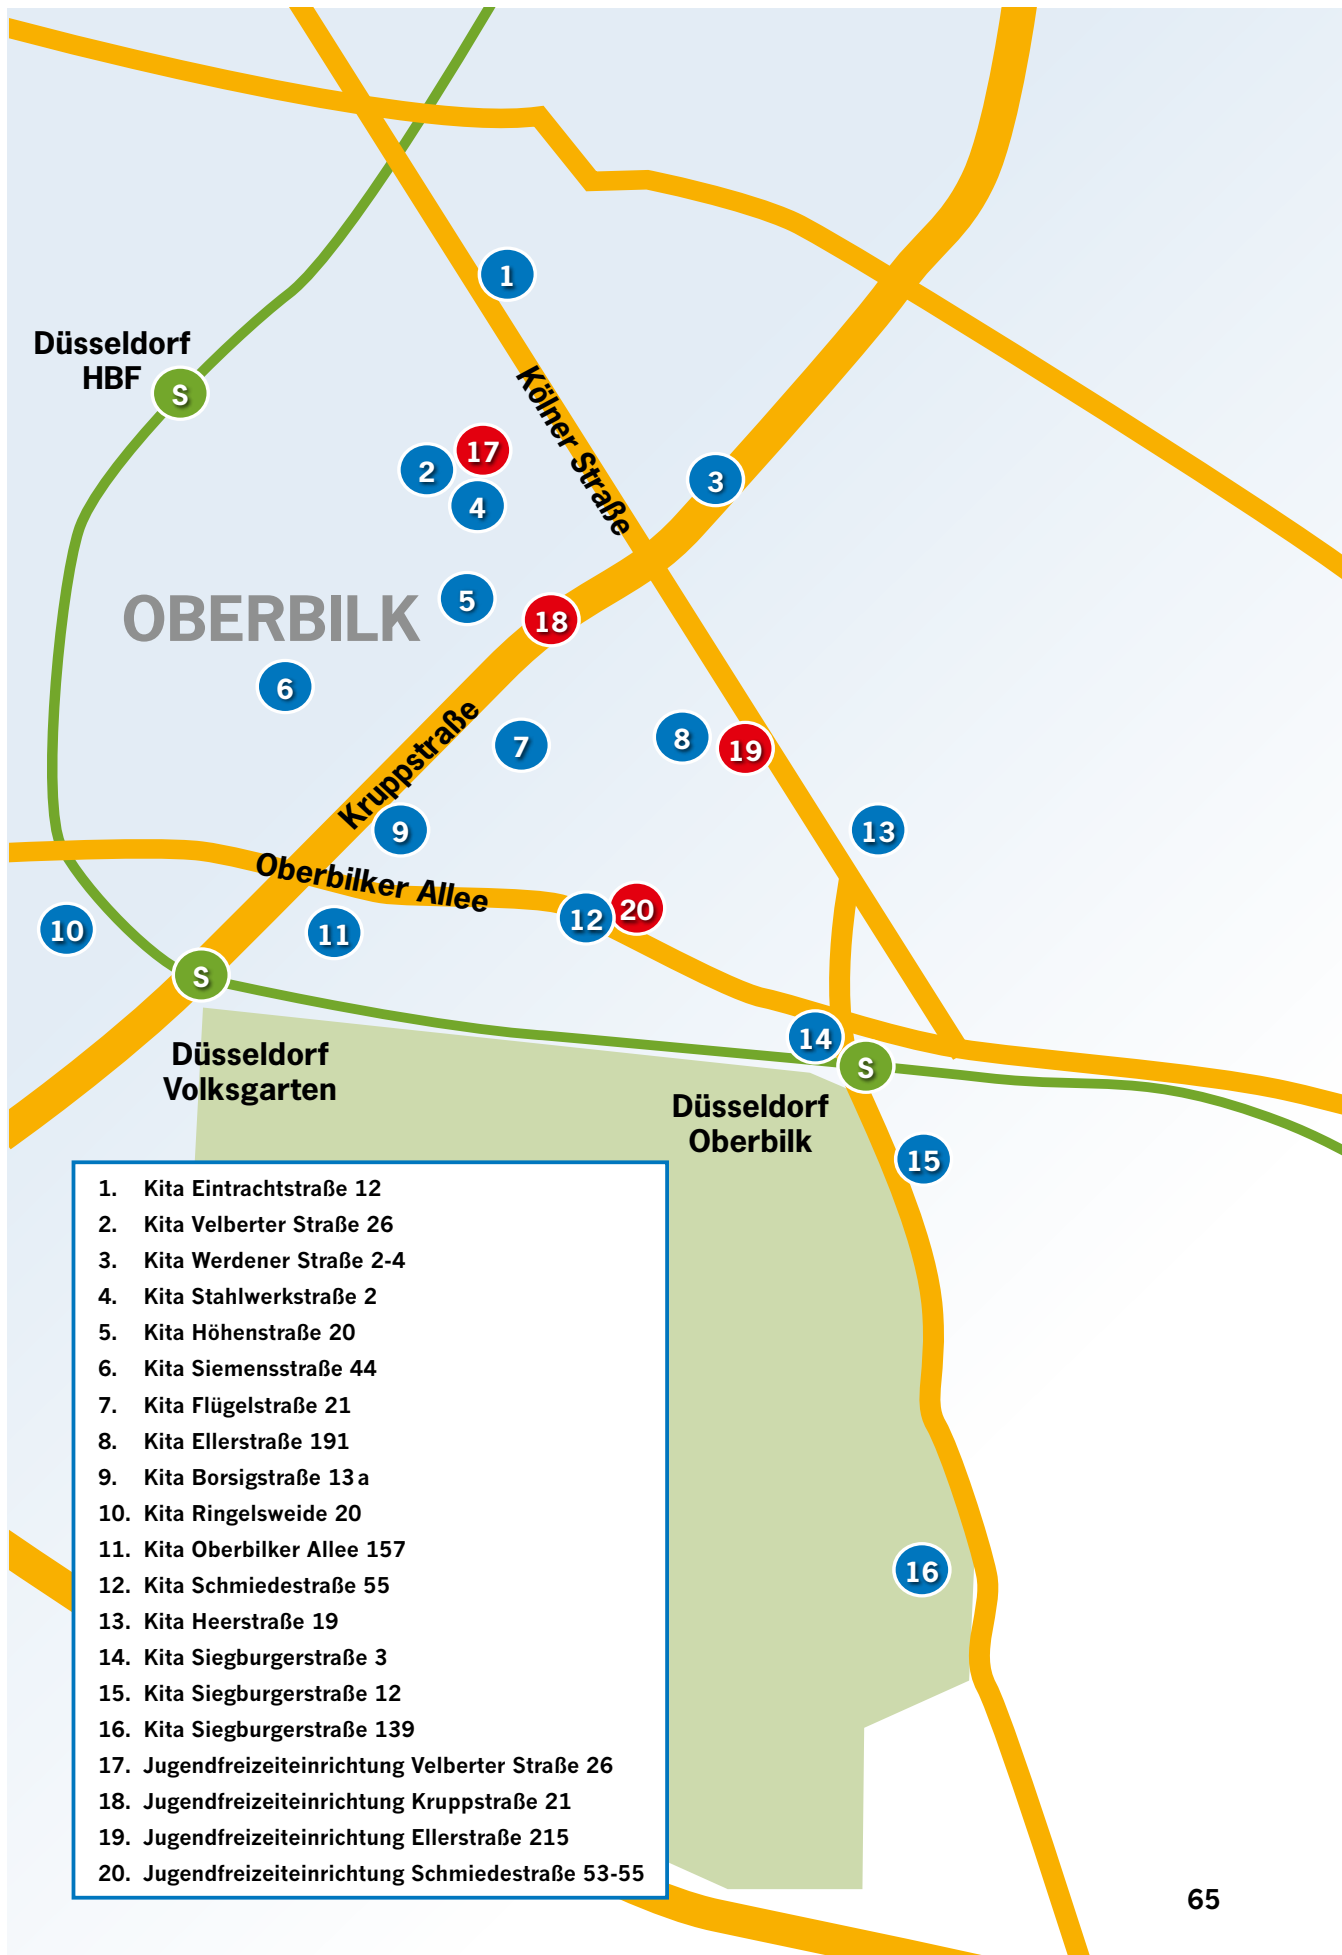 1
Düsseldorf
HBF
S
Kölner Straße
17
2
3
4
OBERBILK
5
18
6
Kruppstraße
7
8
19
9
13
Oberbilker Allee
10
11
12
20
S
14
Düsseldorf
Volksgarten
S
Düsseldorf
Oberbilk
15
1. Kita Eintrachtstraße 12
2. Kita Velberter Straße 26
3. Kita Werdener Straße 2-4
4. Kita Stahlwerkstraße 2
5. Kita Höhenstraße 20
6. Kita Siemensstraße 44
7. Kita Flügelstraße 21
8. Kita Ellerstraße 191
9. Kita Borsigstraße 13 a
10. Kita Ringelsweide 20
11. Kita Oberbilker Allee 157
12. Kita Schmiedestraße 55
13. Kita Heerstraße 19
14. Kita Siegburgerstraße 3
15. Kita Siegburgerstraße 12
16. Kita Siegburgerstraße 139
17. Jugendfreizeiteinrichtung Velberter Straße 26
18. Jugendfreizeiteinrichtung Kruppstraße 21
19. Jugendfreizeiteinrichtung Ellerstraße 215
20. Jugendfreizeiteinrichtung Schmiedestraße 53-55
16
65